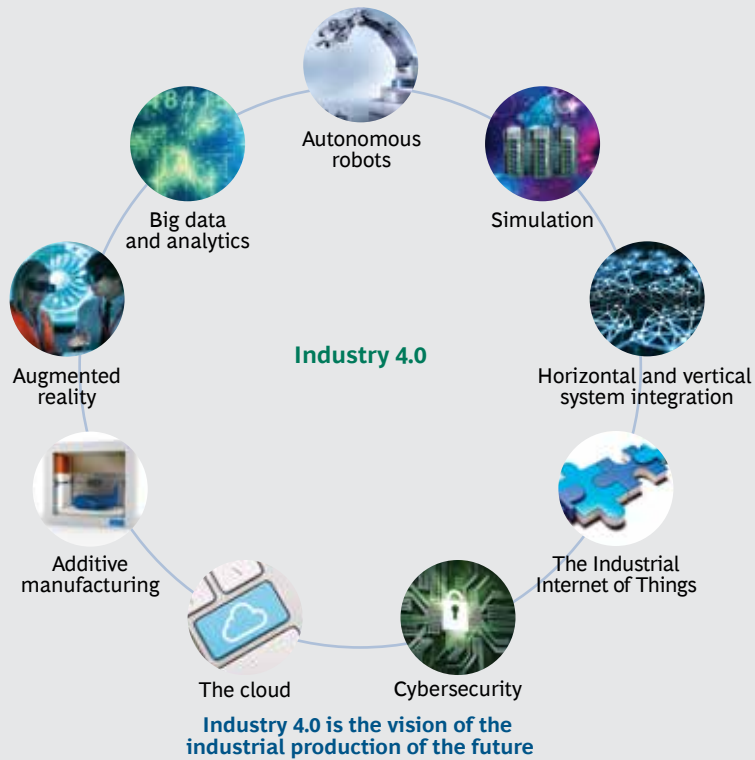 Autonomous
robots
Simulation
Horizontal and vertical
system integration
The Industrial
Internet of Things
Cybersecurity
The cloud
Additive
manufacturing
Augmented
reality
Big data
and analytics
Industry 4.0
Industry 4.0 is the vision of the
industrial production of the future